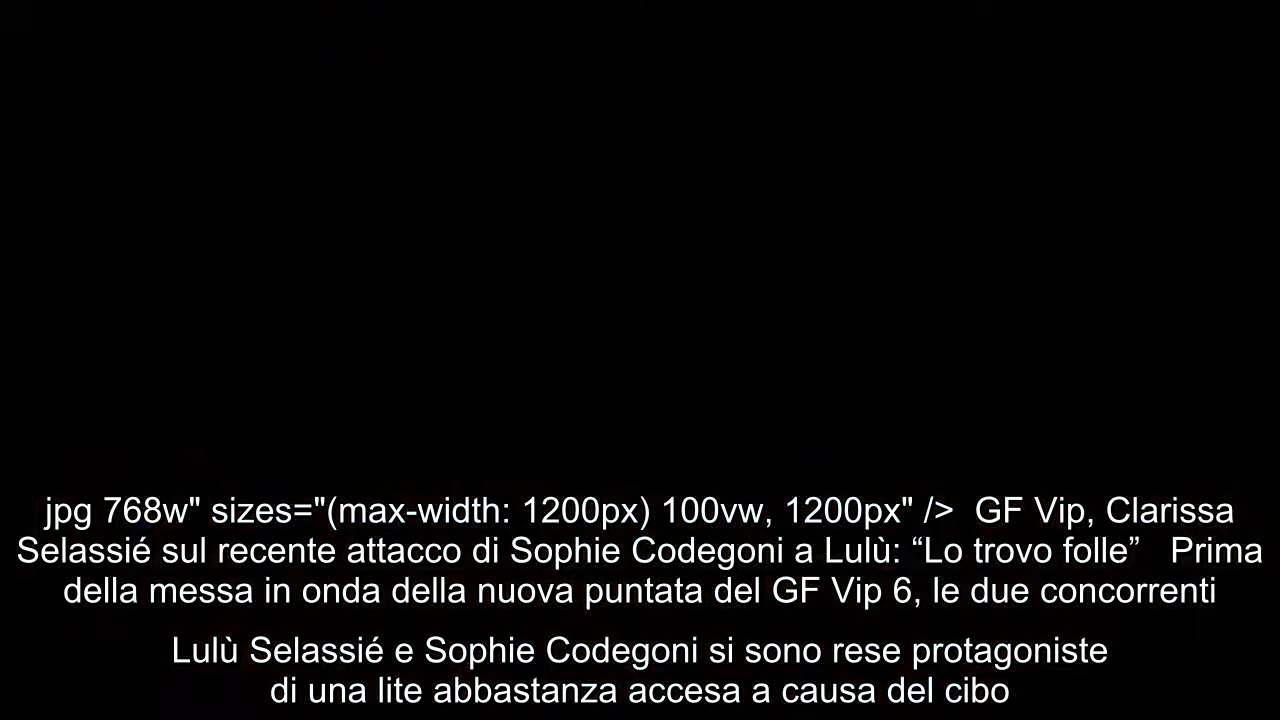 jpg 768w" sizes="(max-width: 1200px) 100vw, 1200px" />  GF Vip, Clarissa
Selassié sul recente attacco di Sophie Codegoni a Lulù: “Lo trovo folle”   Prima
della messa in onda della nuova puntata del GF Vip 6, le due concorrenti
Lulù Selassié e Sophie Codegoni si sono rese protagoniste
di una lite abbastanza accesa a causa del cibo